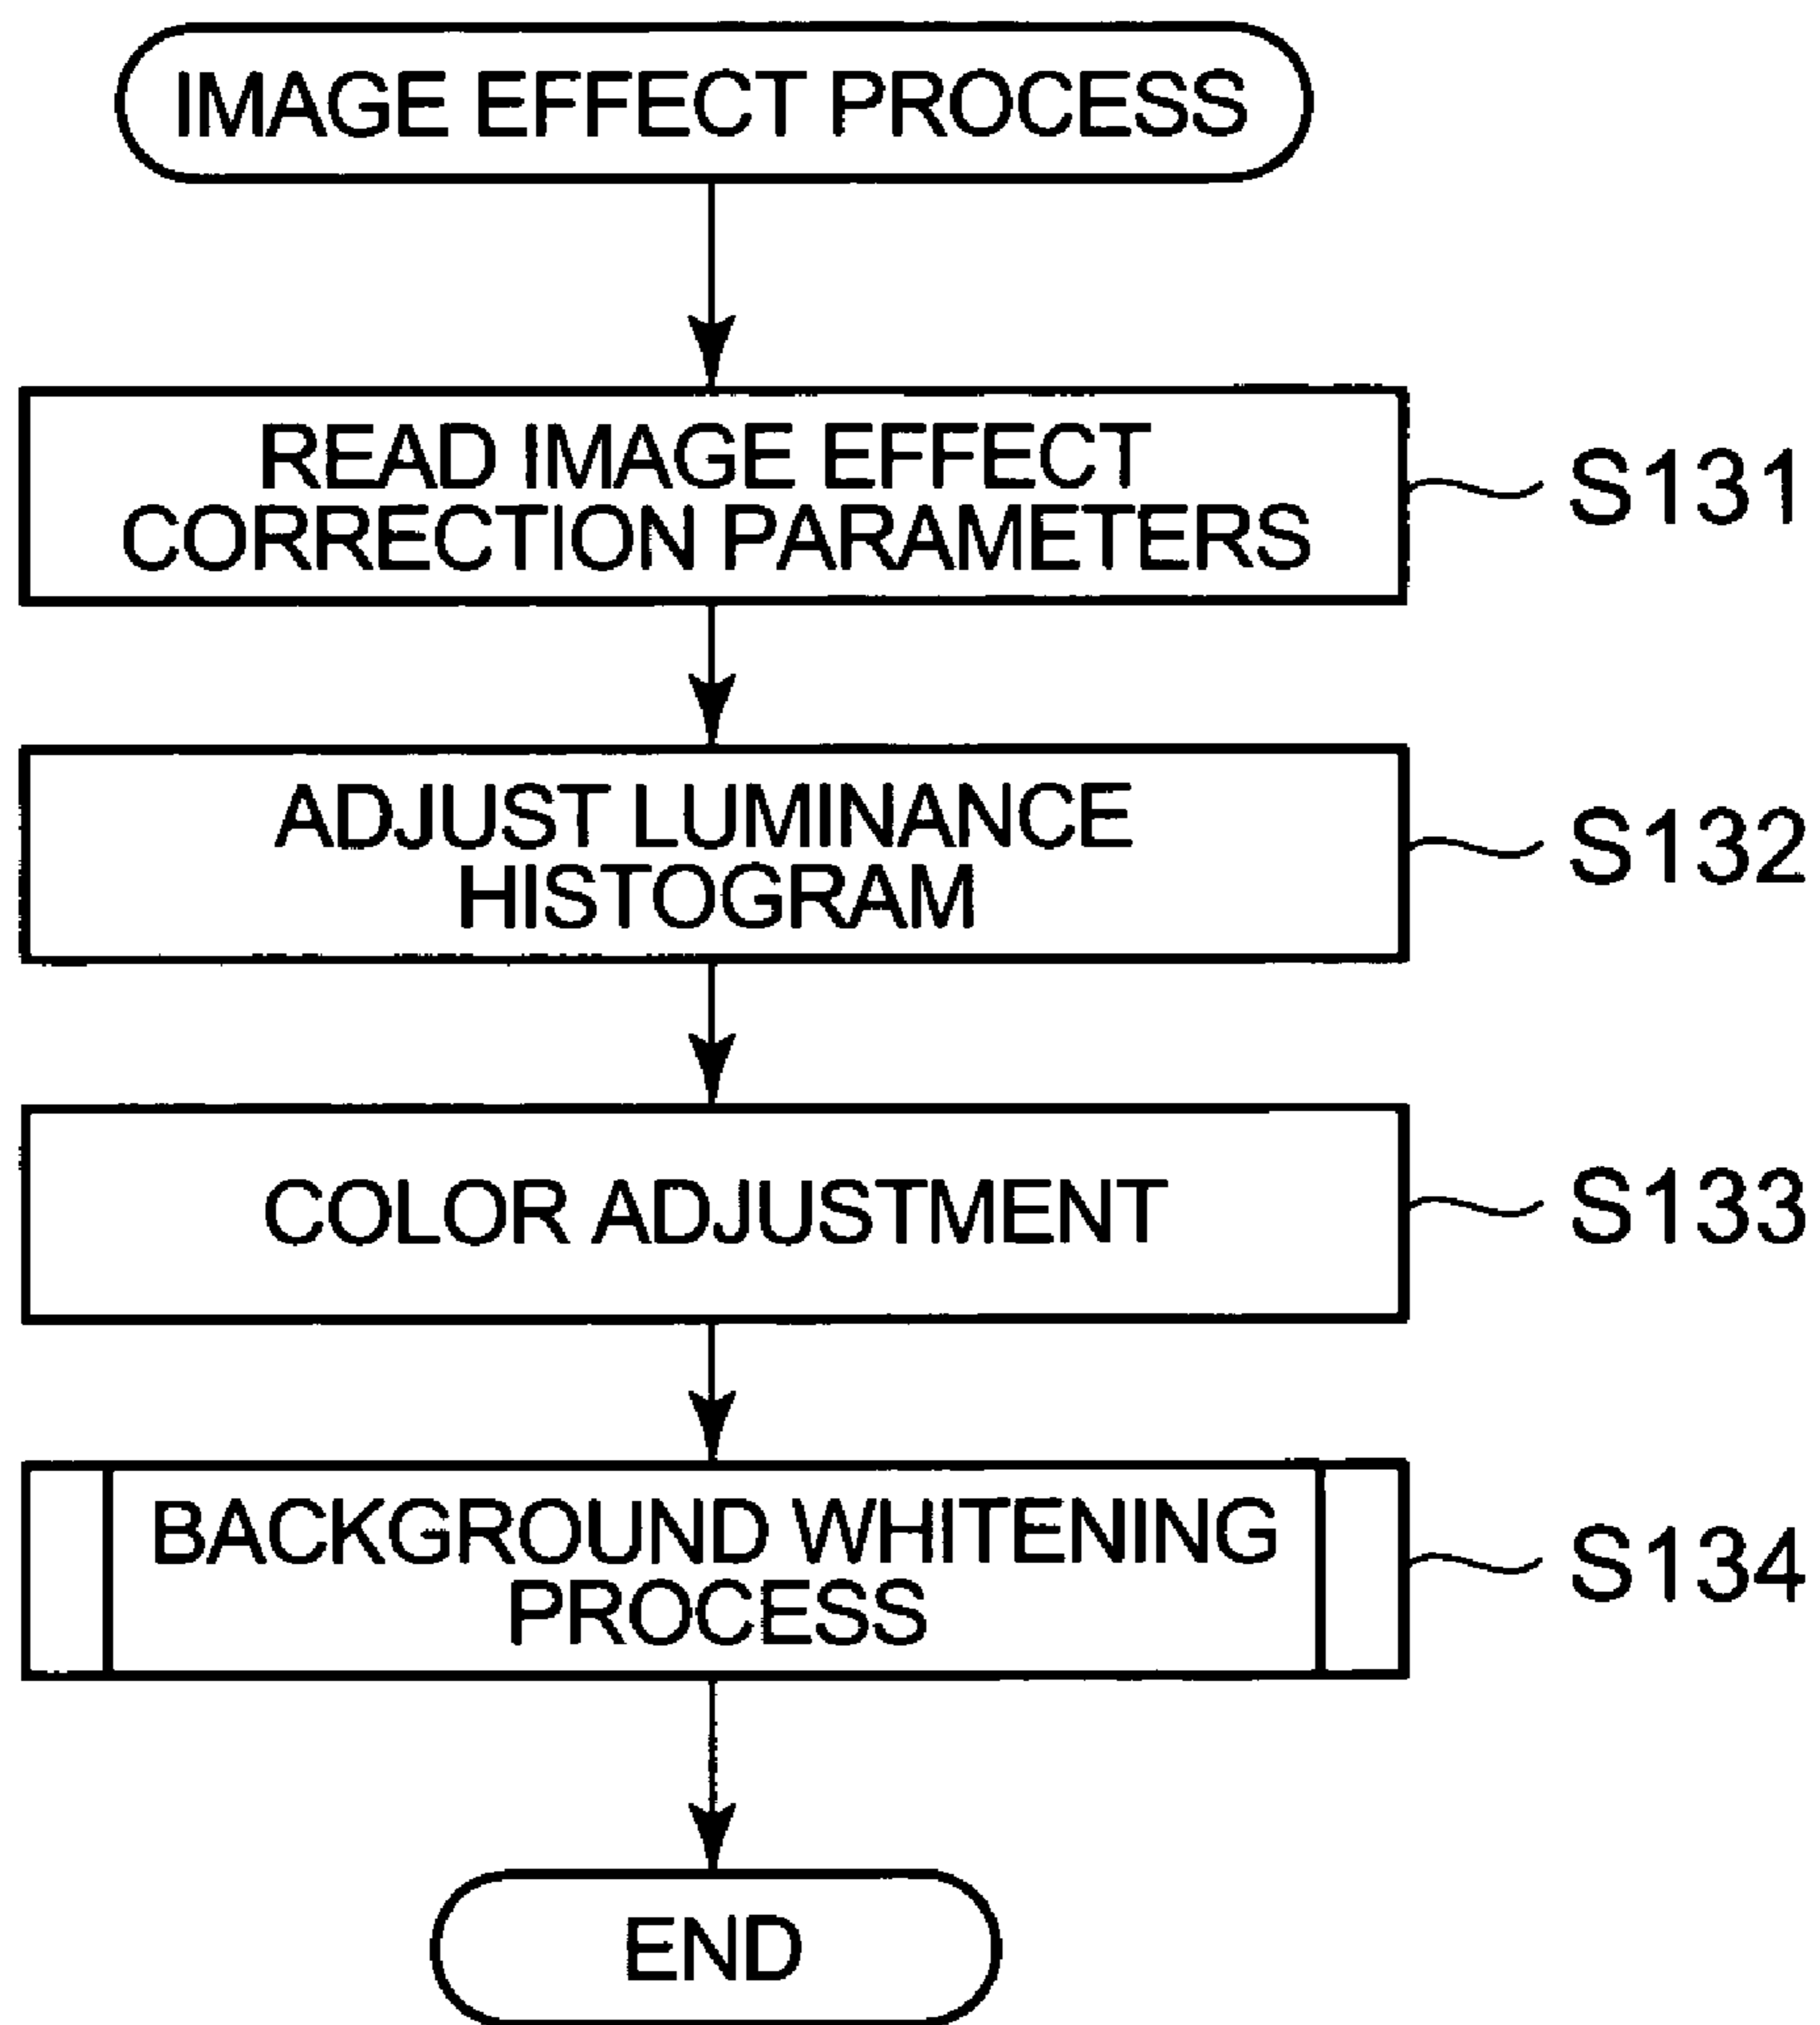 IMAGE EFFECT PROCESS
READ IMAGE EFFECT
CORRECTION PARAMETERS
S131
ADJUST LUMINANCE
HISTOGRAM
S132
COLOR ADJUSTMENT
S133
BACKGROUND WHITENING
PROCESS
S134
END